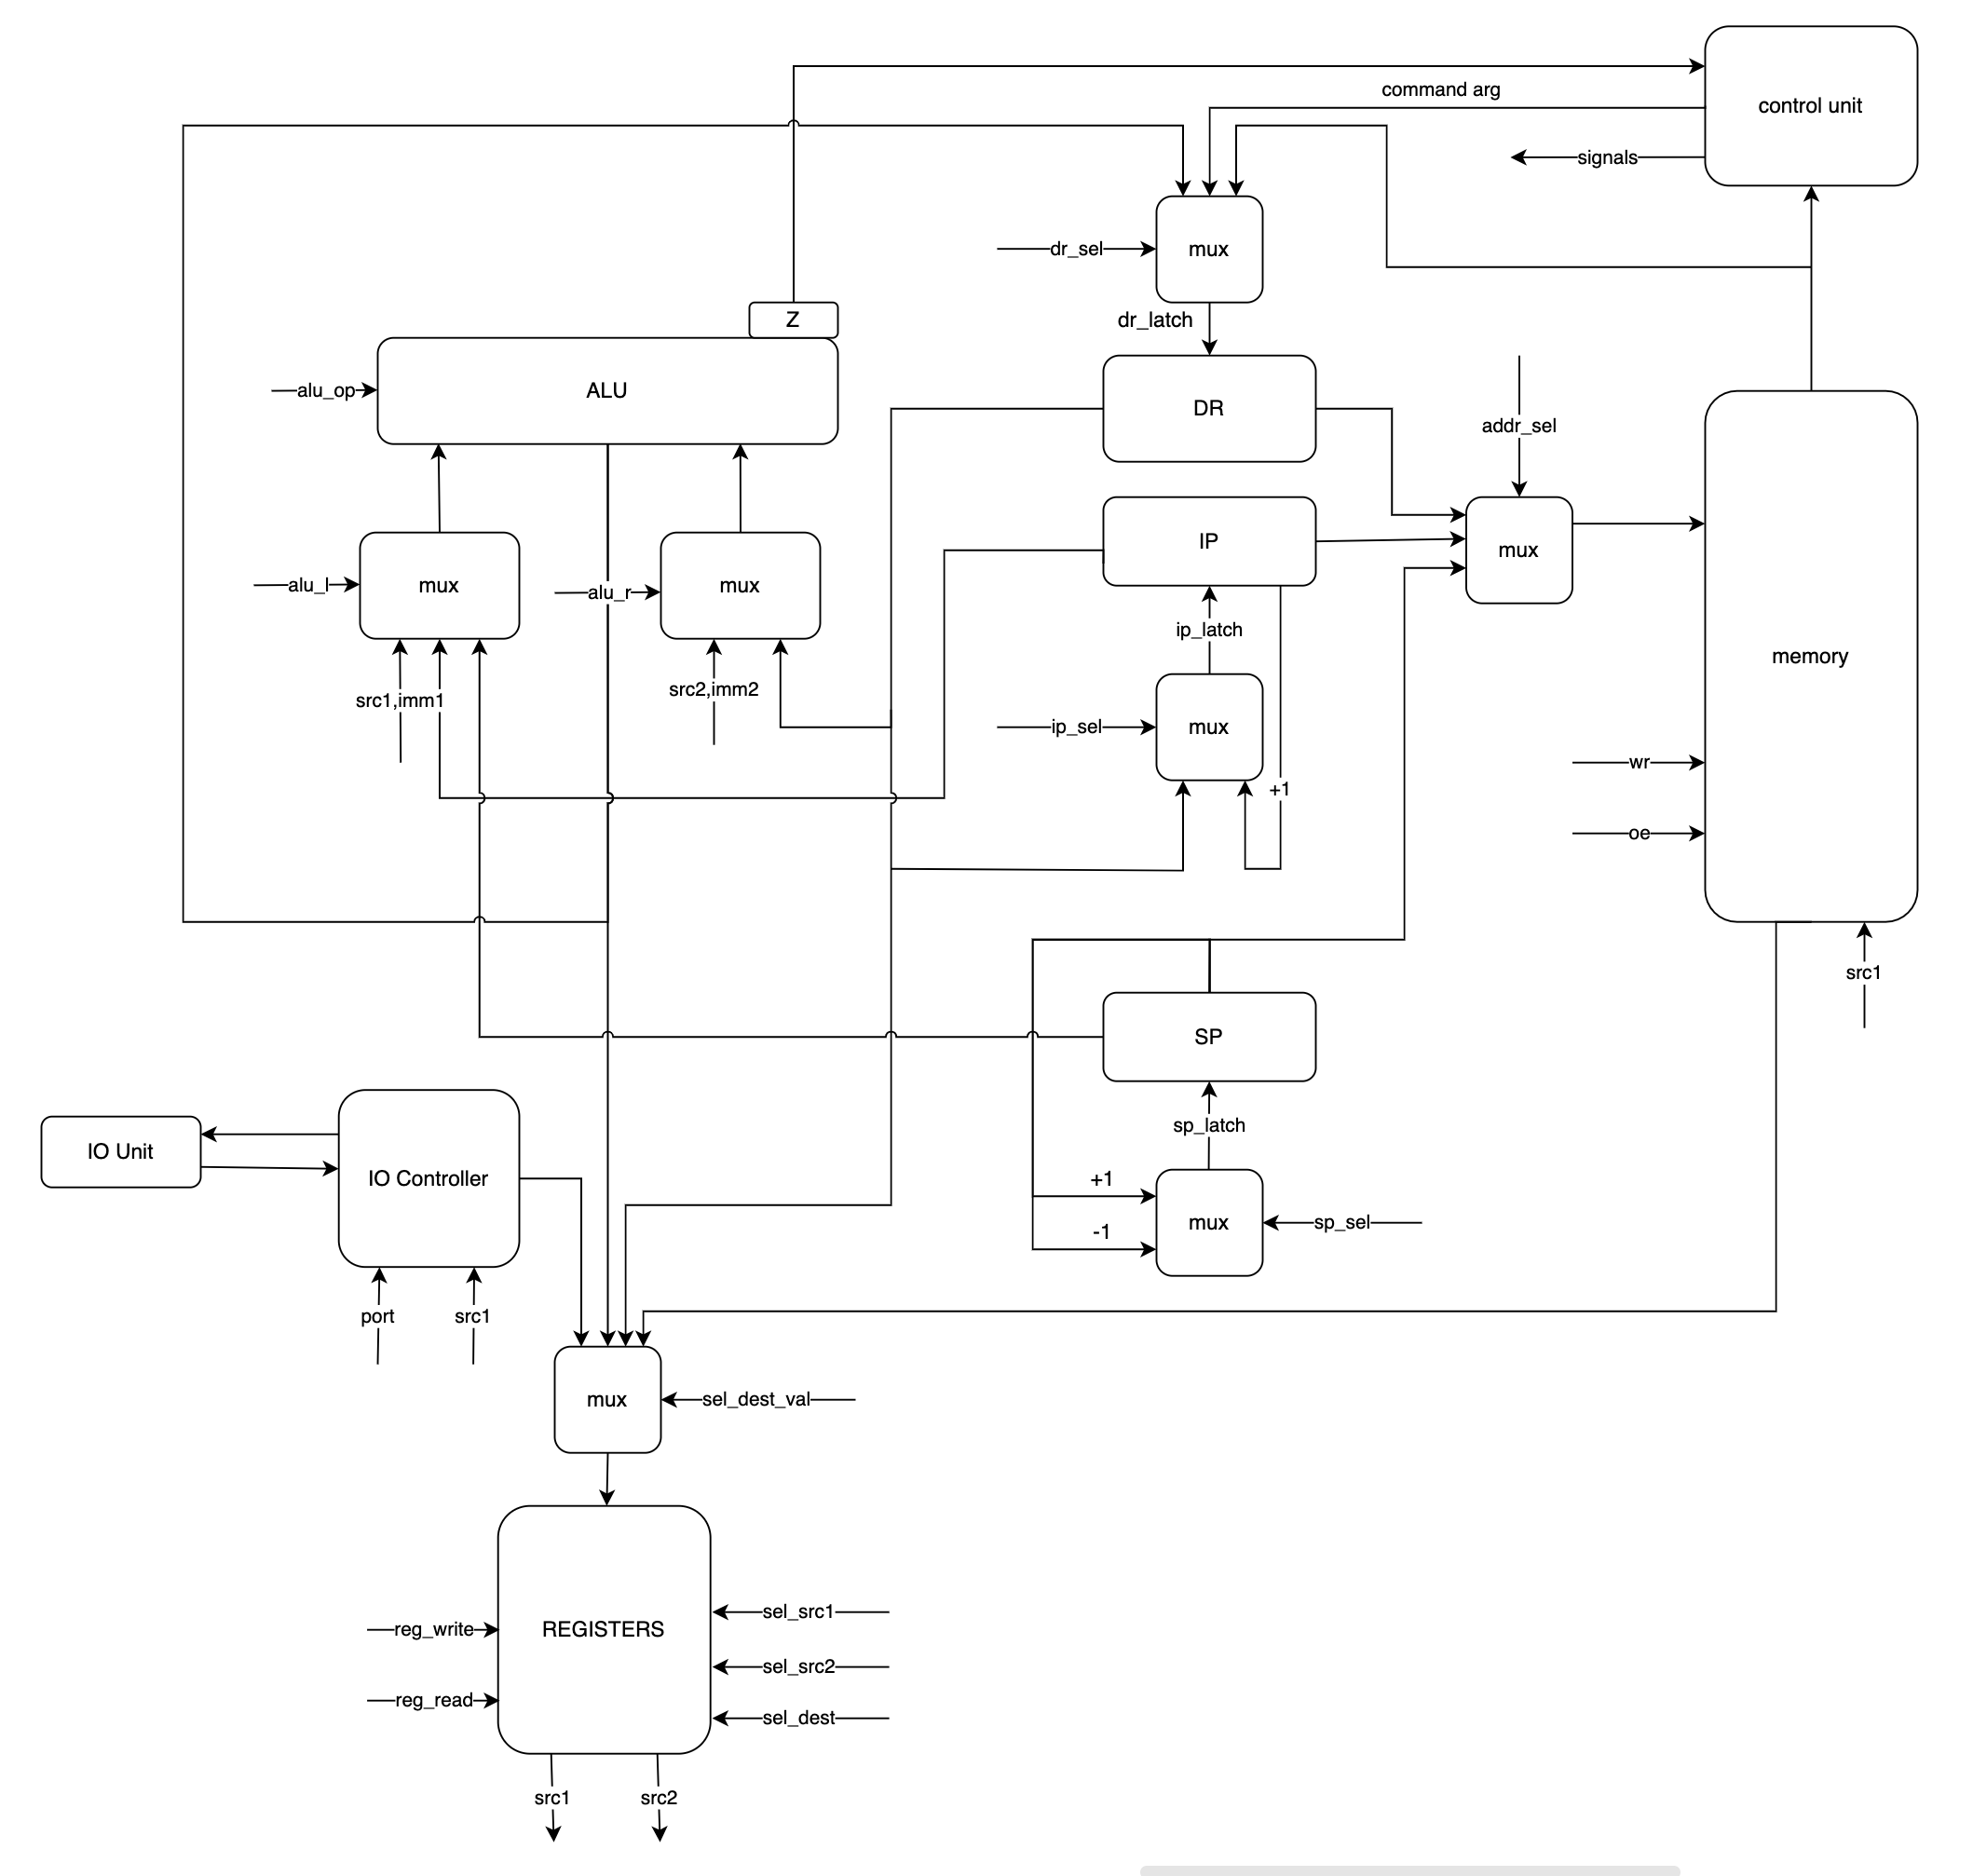 control unit
command arg
signals
dr_sel
mux
dr_latch
Z
alu_op
ALU
DR
addr_sel
IP
mux
alu_l
mux
alu_r
mux
ip_latch
memory
src1,imm1
src2,imm2
ip_sel
mux
+1
wr
oe
src1
SP
sp_latch
IO Unit
IO Controller
+1
-1
mux
sp_sel
port
src1
mux
sel_dest_val
REGISTERS
reg_write
reg_read
sel_src1
sel_src2
sel_dest
src1
src2